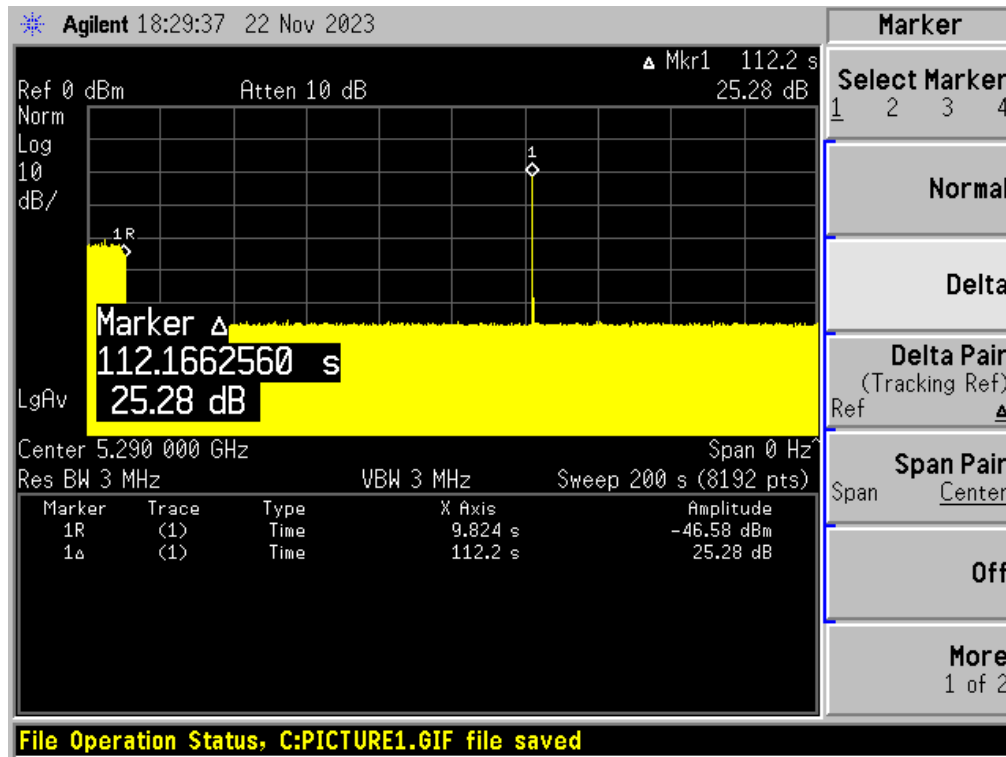 Agilent 18:29:37 22 Nov 2023
Δ Mkr1 112.2 s
Ref 0 dBm Atten 10 dB 25.28 dB
Norm
Log
10
dB/
1
1R
Marker Δ
112.1662560 s
25.28 dB
LgAv
Center 5.290 000 GHz Span 0 Hz^
Res BW 3 MHz VBW 3 MHz Sweep 200 s (8192 pts)
Marker Trace Type X Axis Amplitude
1R (1) Time 9.824 s -46.58 dBm
1Δ (1) Time 112.2 s 25.28 dB
File Operation Status, C:PICTURE1.GIF file saved
Marker
Select Marker
1 2 3 4
Normal
Delta
Delta Pair
(Tracking Ref)
Ref Δ
Span Pair
Span Center
Off
More
1 of 2